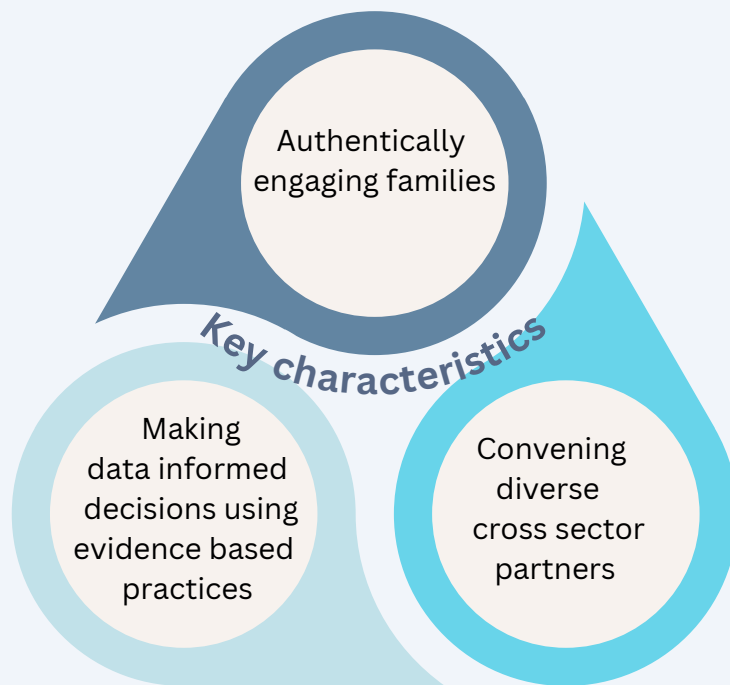 Authentically
engaging families
Key characteristics
Making
data informed
decisions using
evidence based
practices
Convening
diverse
cross sector
partners